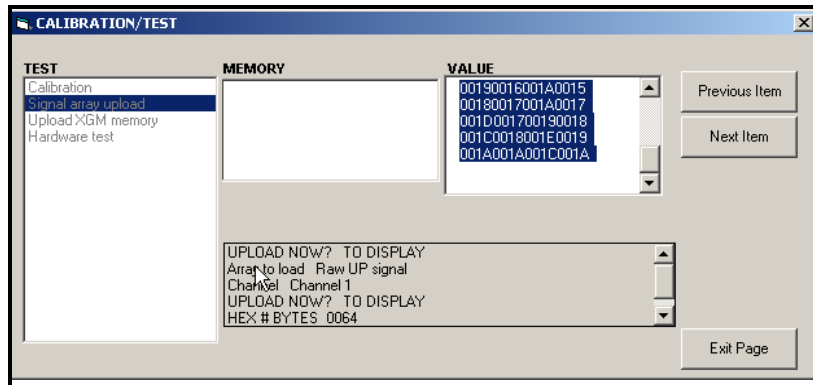 CALIBRATION/TEST
TEST
Calibration
Signal array upload
Upload XGM memory
Hardware test
MEMORY
VALUE
00190016001A0015
00180017001A0017
001D001700190018
001C0018001E0019
001A001A001C001A
Previous Item
Next Item
UPLOAD NOW? TO DISPLAY
Array to load Raw UP signal
Channel Channel 1
UPLOAD NOW? TO DISPLAY
HEX # BYTES 0064
Exit Page